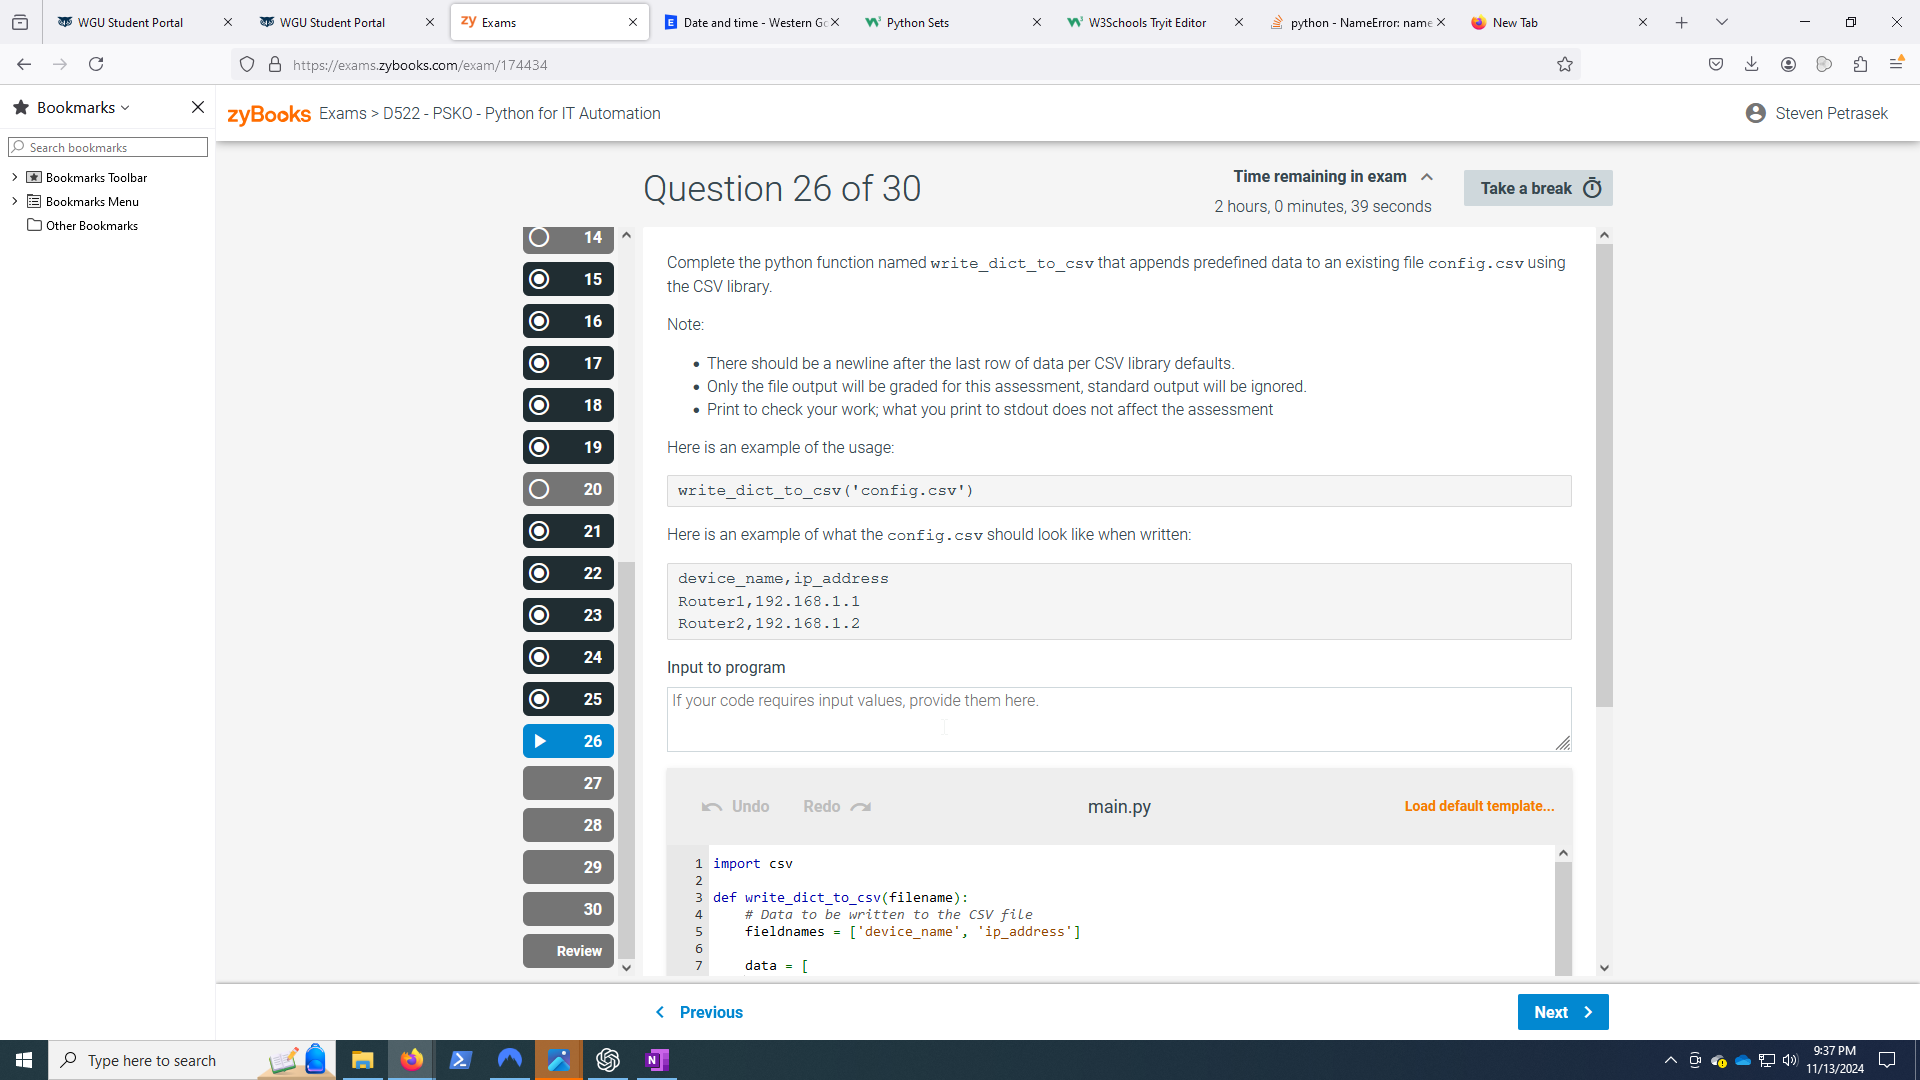 WGU Student Portal
WGU Student Portal
zy Exams
Date and time - Western Go
Python Sets
W3Schools Tryit Editor
python - NameError: name
New Tab
https://exams.zybooks.com/exam/174434
Bookmarks
Search bookmarks
Bookmarks Toolbar
Bookmarks Menu
Other Bookmarks
zyBooks Exams > D522 - PSKO - Python for IT Automation
Steven Petrasek
Question 26 of 30
Time remaining in exam
2 hours, 0 minutes, 39 seconds
Take a break
14
15
16
17
18
19
20
21
22
23
24
25
26
27
28
29
30
Review
Complete the python function named write_dict_to_csv that appends predefined data to an existing file config.csv using
the CSV library.
Note:
• There should be a newline after the last row of data per CSV library defaults.
• Only the file output will be graded for this assessment, standard output will be ignored.
• Print to check your work; what you print to stdout does not affect the assessment
Here is an example of the usage:
write_dict_to_csv('config.csv')
Here is an example of what the config.csv should look like when written:
device_name,ip_address
Router1,192.168.1.1
Router2,192.168.1.2
Input to program
If your code requires input values, provide them here.
Undo
Redo
main.py
Load default template...
1 import csv
2
3 def write_dict_to_csv(filename):
4 # Data to be written to the CSV file
5 fieldnames = ['device_name', 'ip_address']
6
7 data = [
Previous
Next
Type here to search
9:37 PM
11/13/2024